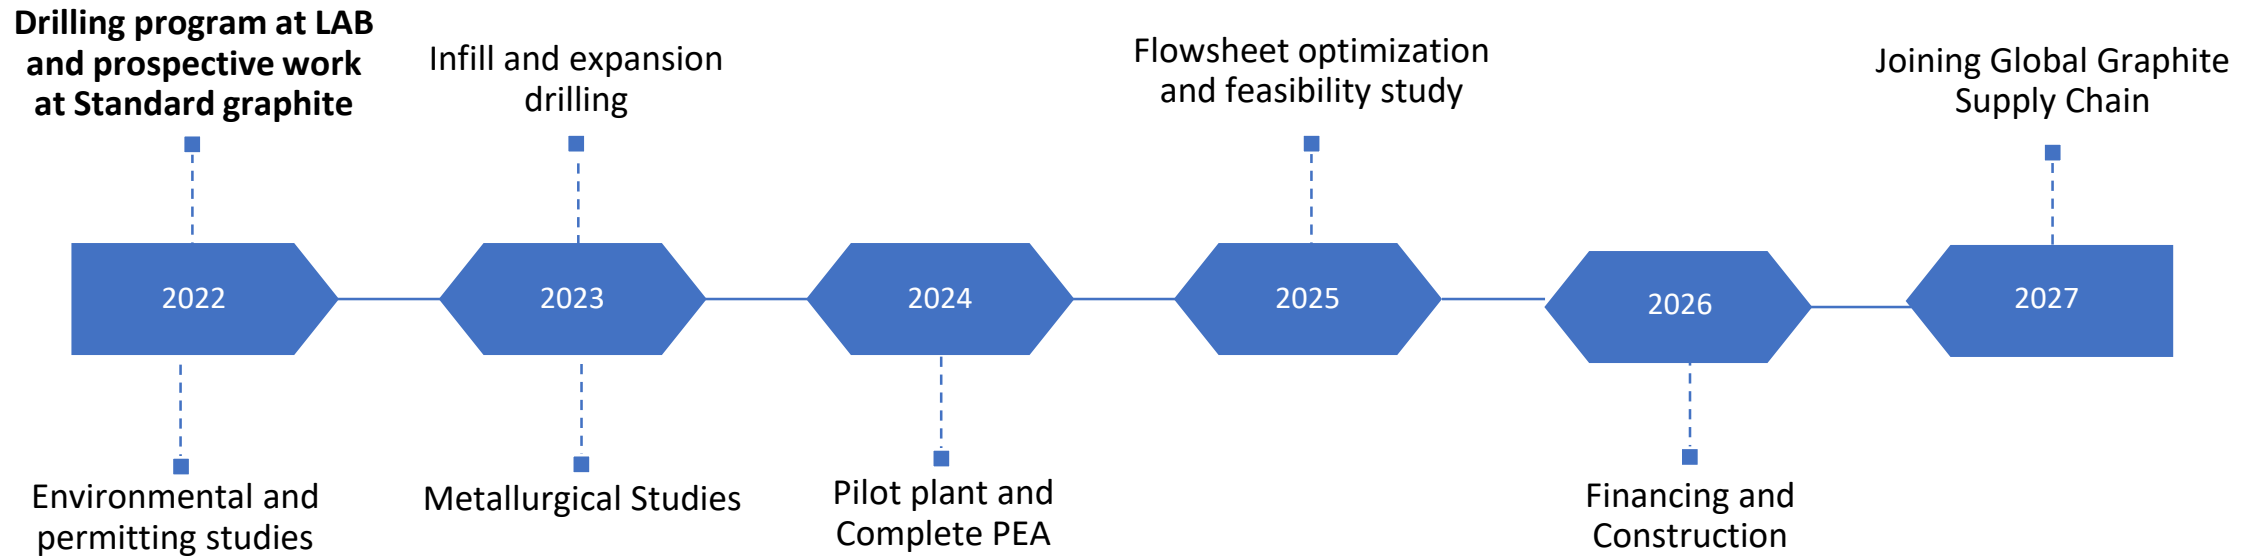 Drilling program at LAB
and prospective work
at Standard graphite
Infill and expansion
drilling
Flowsheet optimization
and feasibility study
Joining Global Graphite
Supply Chain
2022
2023
2024
2025
2026
2027
Environmental and
permitting studies
Metallurgical Studies
Pilot plant and
Complete PEA
Financing and
Construction